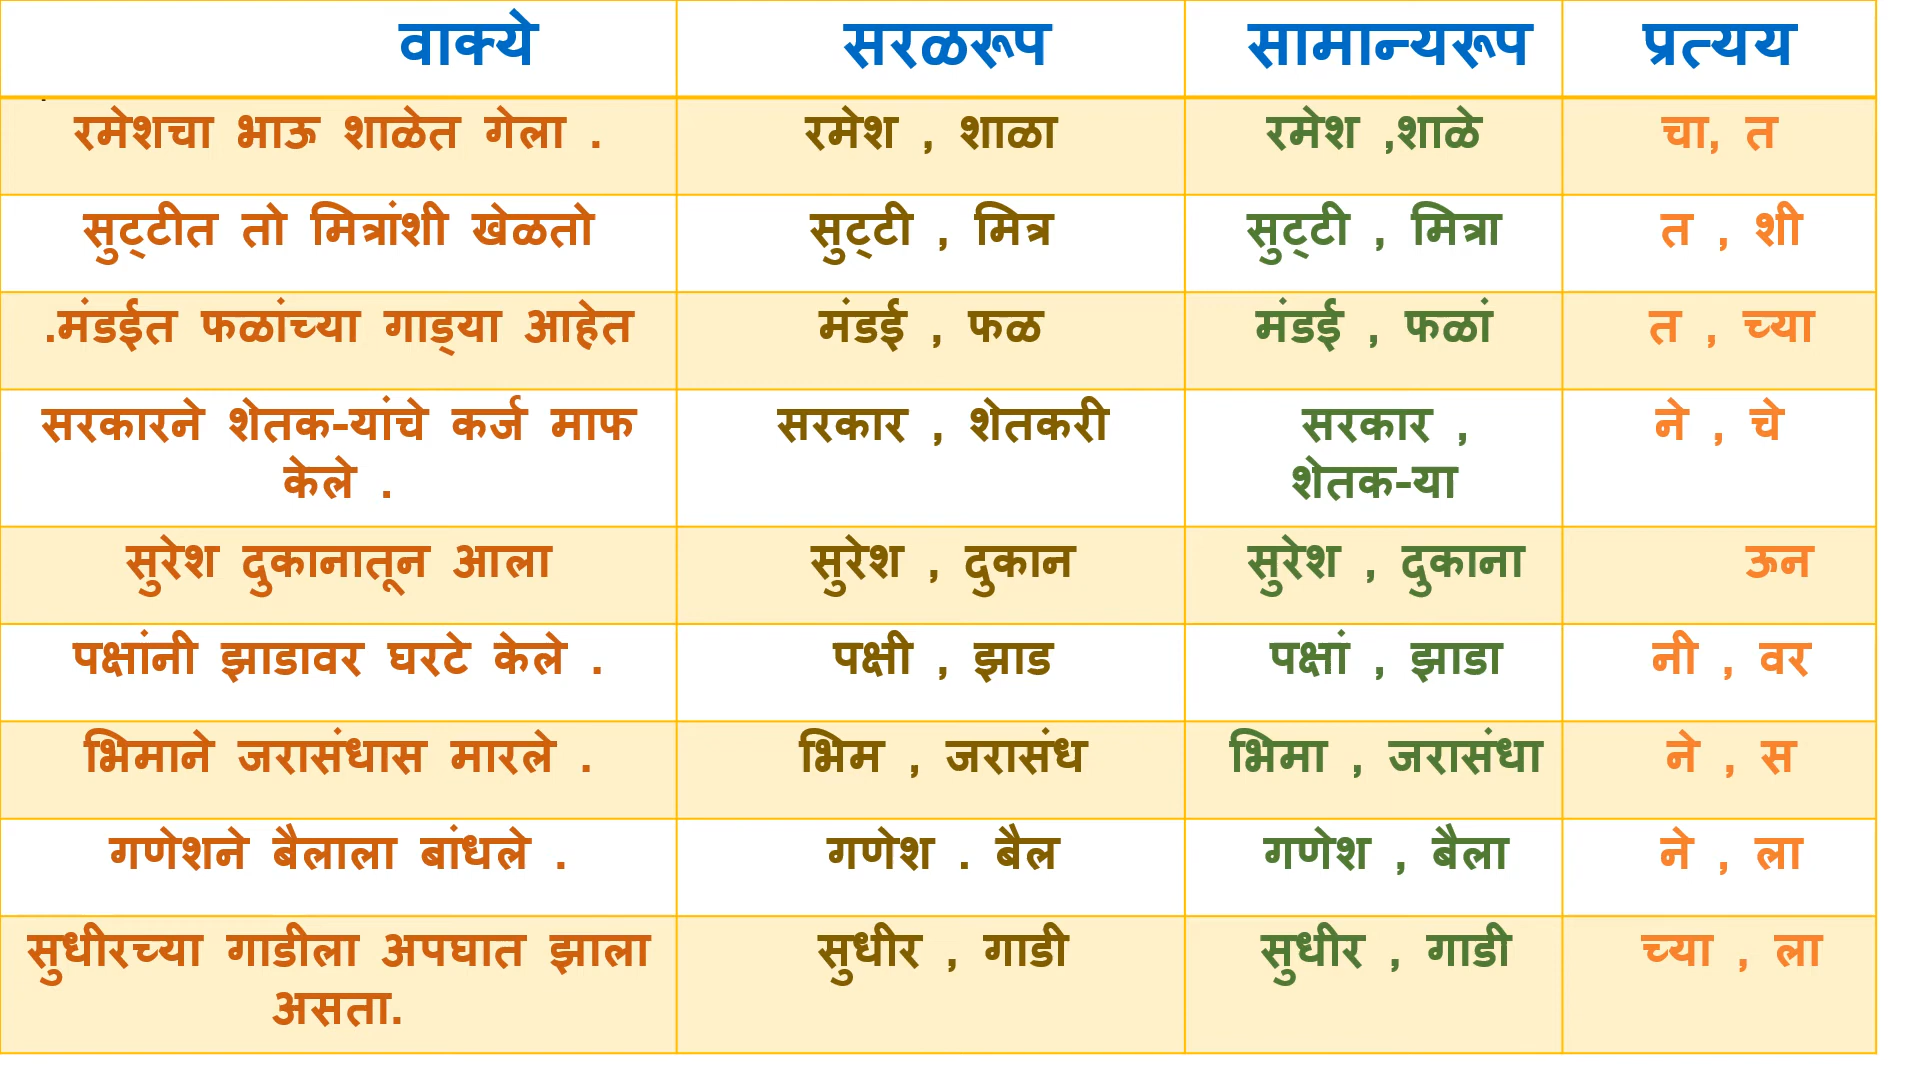 वाक्ये सरळरूप सामान्यरूप प्रत्यय
रमेशचा भाऊ शाळेत गेला . रमेश , शाळा रमेश ,शाळे चा, त
सुट्टीत तो मित्रांशी खेळतो सुट्टी , मित्र सुट्टी , मित्रा त , शी
.मंडईत फळांच्या गाड्या आहेत मंडई , फळ मंडई , फळां त , च्या
सरकारने शेतक-यांचे कर्ज माफ सरकार , शेतकरी सरकार , ने , चे
केले . शेतक-या
सुरेश दुकानातून आला सुरेश , दुकान सुरेश , दुकाना ऊन
पक्षांनी झाडावर घरटे केले . पक्षी , झाड पक्षां , झाडा नी , वर
भिमाने जरासंधास मारले . भिम , जरासंध भिमा , जरासंधा ने , स
गणेशने बैलाला बांधले . गणेश . बैल गणेश , बैला ने , ला
सुधीरच्या गाडीला अपघात झाला सुधीर , गाडी सुधीर , गाडी च्या , ला
असता.